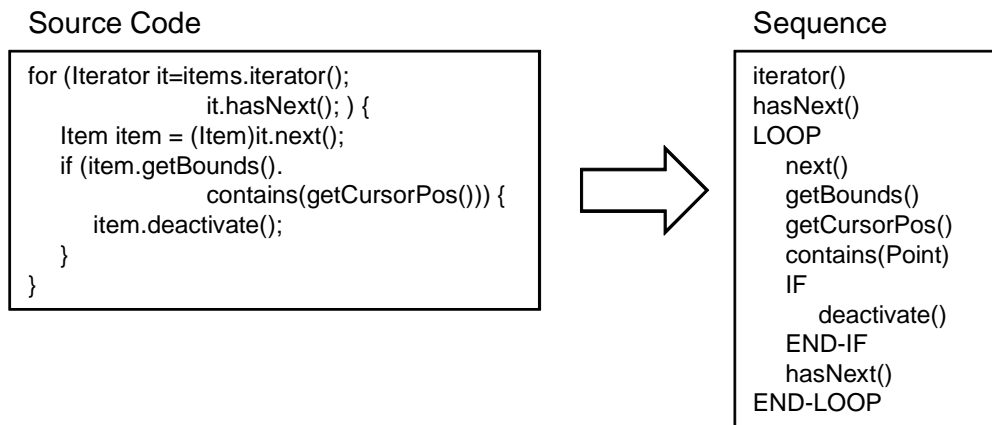 Source Code
for (Iterator it=items.iterator();
it.hasNext(); ) {
Item item = (Item)it.next();
if (item.getBounds().
contains(getCursorPos())) {
item.deactivate();
}
}
Sequence
iterator()
hasNext()
LOOP
next()
getBounds()
getCursorPos()
contains(Point)
IF
deactivate()
END-IF
hasNext()
END-LOOP